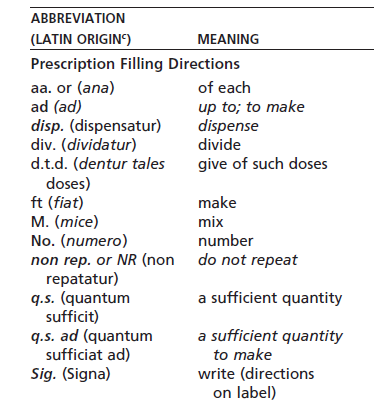 ABBREVIATION
(LATIN ORIGINᶜ) MEANING
Prescription Filling Directions
aa. or (ana) of each
ad (ad) up to; to make
disp. (dispensatur) dispense
div. (dividatur) divide
d.t.d. (dentur tales give of such doses
doses)
ft (fiat) make
M. (mice) mix
No. (numero) number
non rep. or NR (non do not repeat
repatatur)
q.s. (quantum a sufficient quantity
sufficit)
q.s. ad (quantum a sufficient quantity
sufficiat ad) to make
Sig. (Signa) write (directions
on label)